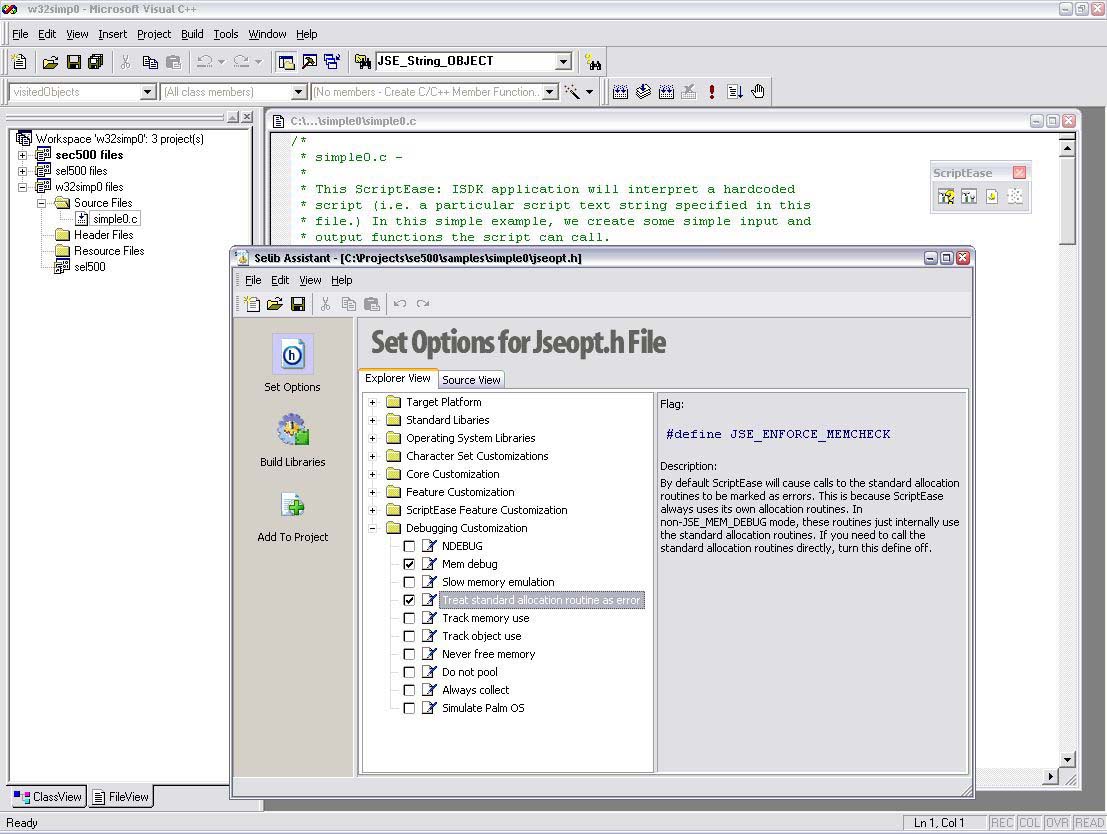 w32simp0 - Microsoft Visual C++
File Edit View Insert Project Build Tools Window Help
JSE_String_OBJECT
visitedObjects (All class members) (No members - Create C/C++ Member Function..
Workspace 'w32simp0': 3 project(s)
sec500 files
sel500 files
w32simp0 files
Source Files
simple0.c
Header Files
Resource Files
sel500
ClassView FileView
C:\...\simple0\simple0.c
/*
* simple0.c -
*
* This ScriptEase: ISDK application will interpret a hardcoded
* script (i.e. a particular script text string specified in this
* file.) In this simple example, we create some simple input and
* output functions the script can call.
ScriptEase
Selib Assistant - [C:\Projects\se500\samples\simple0\jseopt.h]
File Edit View Help
Set Options
Build Libraries
Add To Project
Set Options for Jseopt.h File
Explorer View Source View
Target Platform
Standard Libaries
Operating System Libraries
Character Set Customizations
Core Customization
Feature Customization
ScriptEase Feature Customization
Debugging Customization
NDEBUG
Mem debug
Slow memory emulation
Treat standard allocation routine as error
Track memory use
Track object use
Never free memory
Do not pool
Always collect
Simulate Palm OS
Flag:
#define JSE_ENFORCE_MEMCHECK
Description:
By default ScriptEase will cause calls to the standard allocation
routines to be marked as errors. This is because ScriptEase
always uses its own allocation routines. In
non-JSE_MEM_DEBUG mode, these routines just internally use
the standard allocation routines. If you need to call the
standard allocation routines directly, turn this define off.
Ready
Ln 1, Col 1 REC COL OVR READ